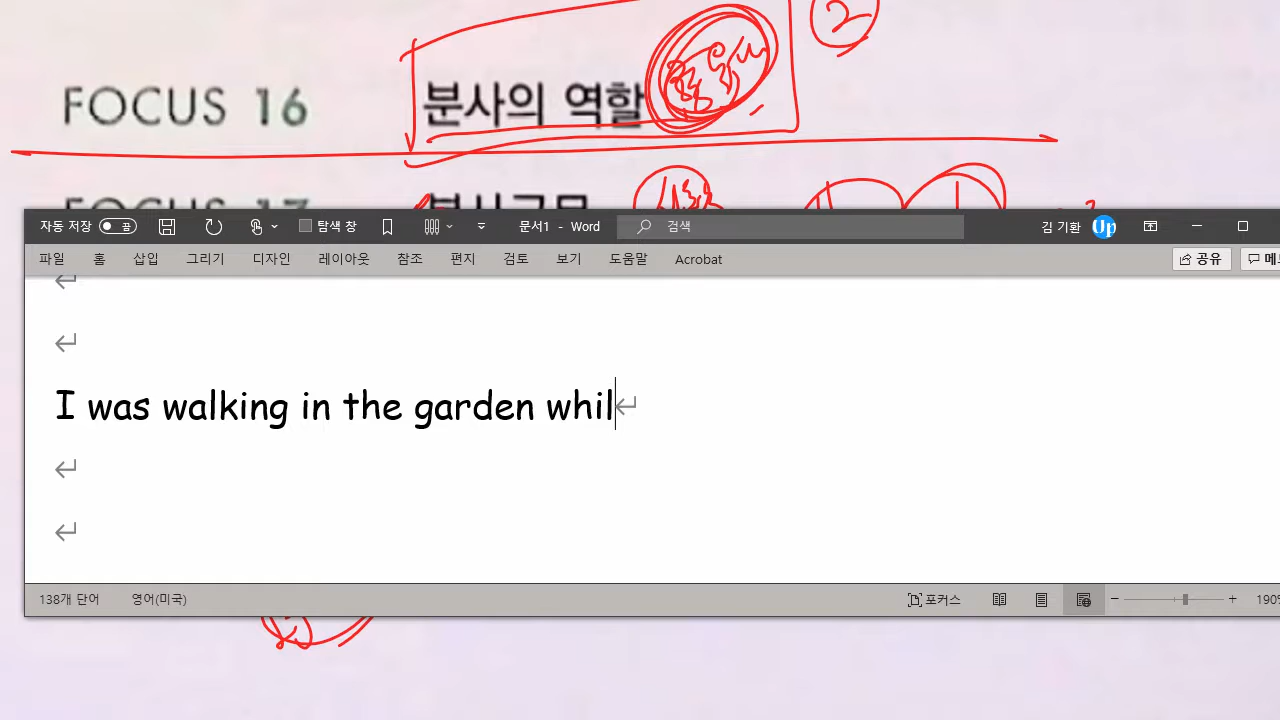 2
FOCUS 16 분사의 역할
자동 저장 끔 탐색 창 문서1 - Word 검색 김 기환 Up
파일 홈 삽입 그리기 디자인 레이아웃 참조 편지 검토 보기 도움말 Acrobat 공유 메
I was walking in the garden whil
138개 단어 영어(미국) 포커스 190%